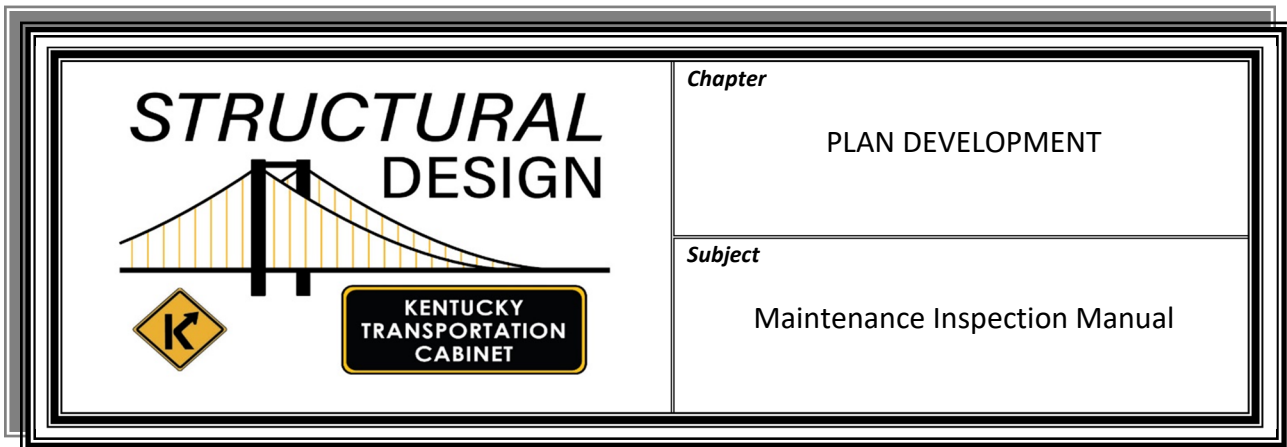 STRUCTURAL
DESIGN
K
KENTUCKY
TRANSPORTATION
CABINET
Chapter
PLAN DEVELOPMENT
Subject
Maintenance Inspection Manual